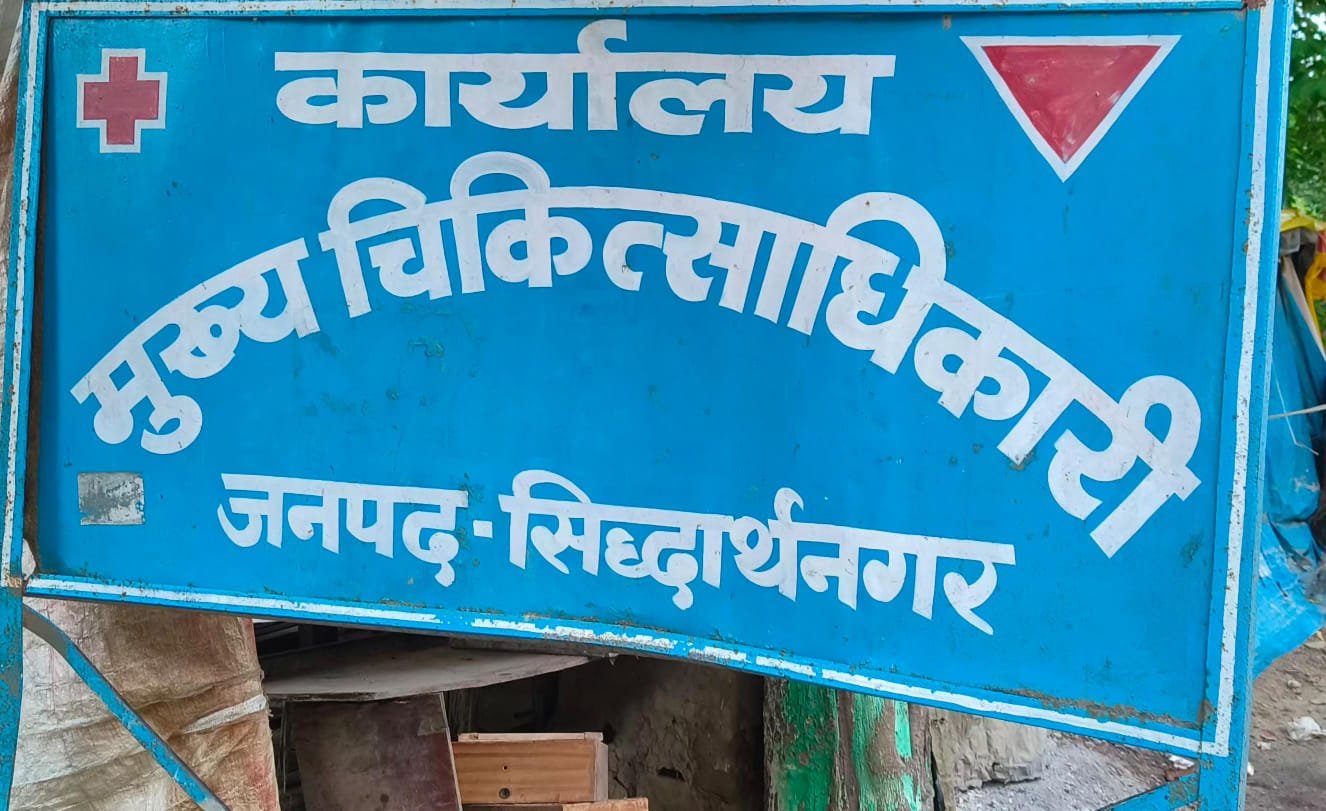 कार्यालय
मुख्य चिकित्साधिकारी
जनपद - सिध्दार्थनगर